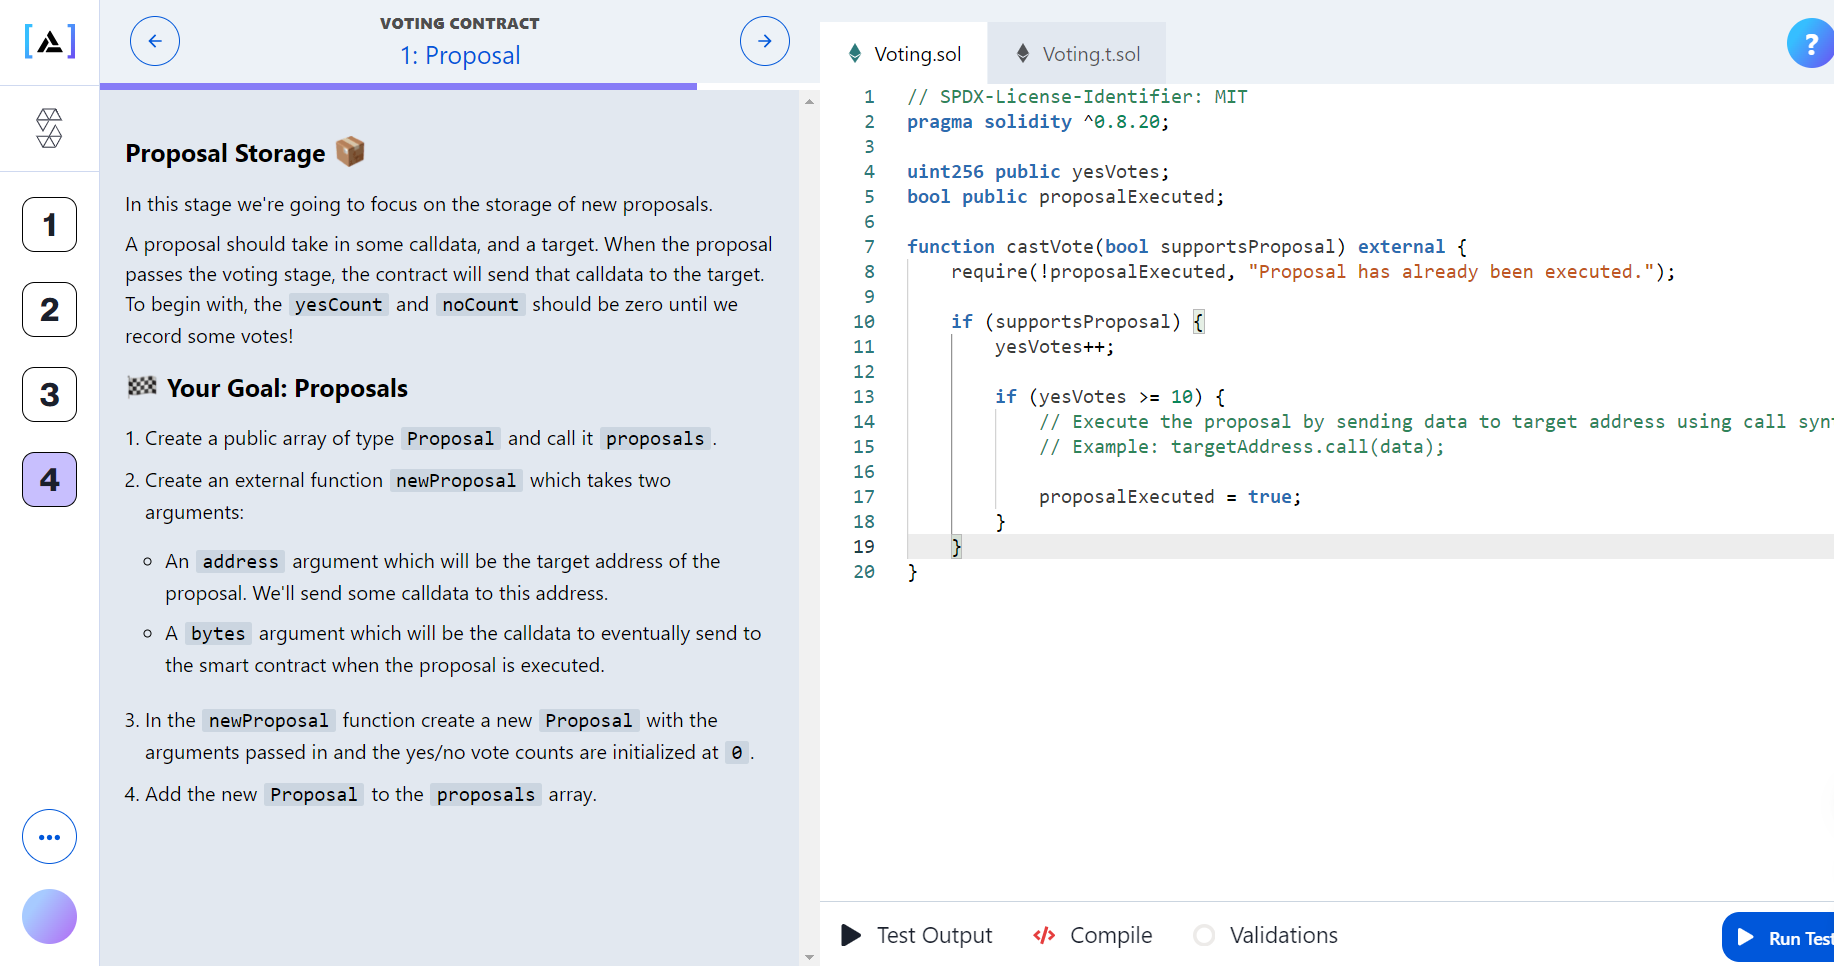 VOTING CONTRACT
1: Proposal
1
2
3
4
Proposal Storage
In this stage we're going to focus on the storage of new proposals.
A proposal should take in some calldata, and a target. When the proposal
passes the voting stage, the contract will send that calldata to the target.
To begin with, the yesCount and noCount should be zero until we
record some votes!
Your Goal: Proposals
1. Create a public array of type Proposal and call it proposals.
2. Create an external function newProposal which takes two
arguments:
An address argument which will be the target address of the
proposal. We'll send some calldata to this address.
A bytes argument which will be the calldata to eventually send to
the smart contract when the proposal is executed.
3. In the newProposal function create a new Proposal with the
arguments passed in and the yes/no vote counts are initialized at 0.
4. Add the new Proposal to the proposals array.
Voting.sol
Voting.t.sol
?
1 // SPDX-License-Identifier: MIT
2 pragma solidity ^0.8.20;
3
4 uint256 public yesVotes;
5 bool public proposalExecuted;
6
7 function castVote(bool supportsProposal) external {
8 require(!proposalExecuted, "Proposal has already been executed.");
9
10 if (supportsProposal) {
11 yesVotes++;
12
13 if (yesVotes >= 10) {
14 // Execute the proposal by sending data to target address using call syn
15 // Example: targetAddress.call(data);
16
17 proposalExecuted = true;
18 }
19 }
20 }
Test Output
</> Compile
Validations
Run Test